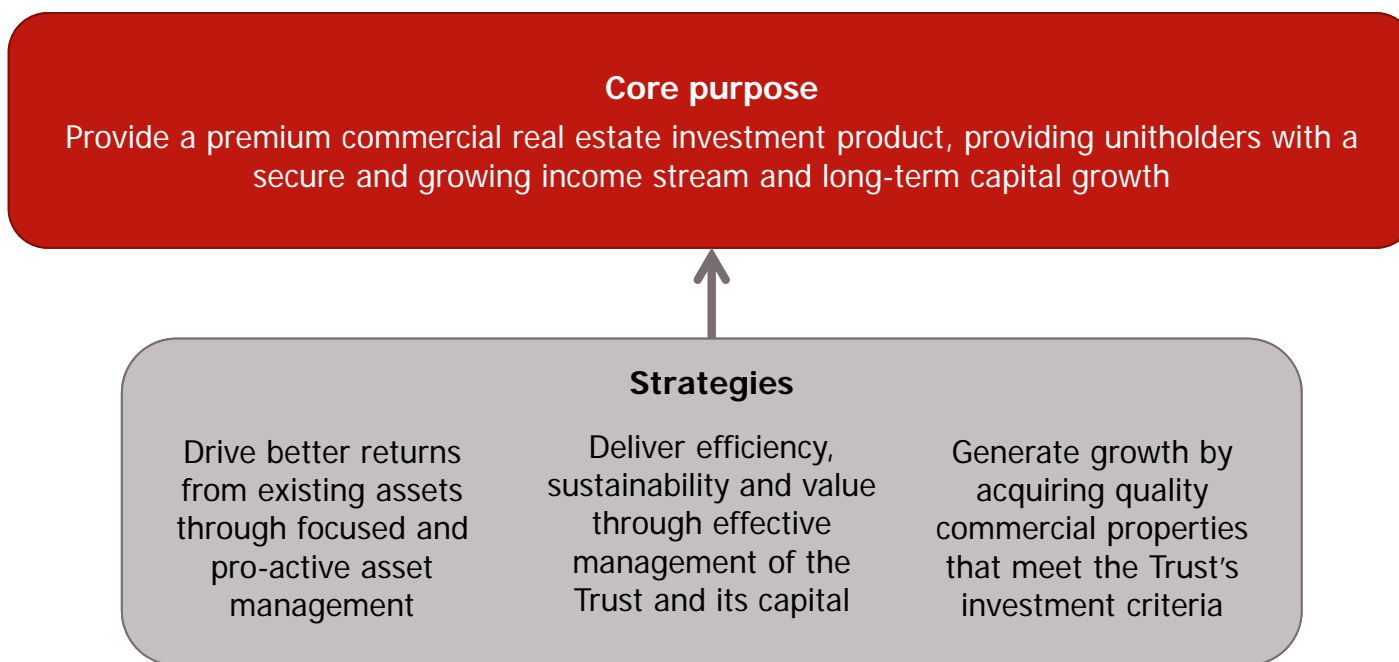 Core purpose
Provide a premium commercial real estate investment product, providing unitholders with a
secure and growing income stream and long-term capital growth
Strategies
Drive better returns
from existing assets
through focused and
pro-active asset
management
Deliver efficiency,
sustainability and value
through effective
management of the
Trust and its capital
Generate growth by
acquiring quality
commercial properties
that meet the Trust’s
investment criteria